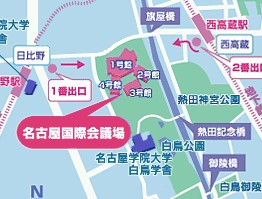 旗屋橋
西高蔵駅
名古屋学院大学
日比野
西高蔵
1号館
2号館
4号館
3号館
野駅
1番出口
2番出口
熱田神宮公園
名古屋国際会議場
熱田記念橋
白鳥公園
名古屋学院大学
白鳥学舎
御陵橋
白鳥御陵
N